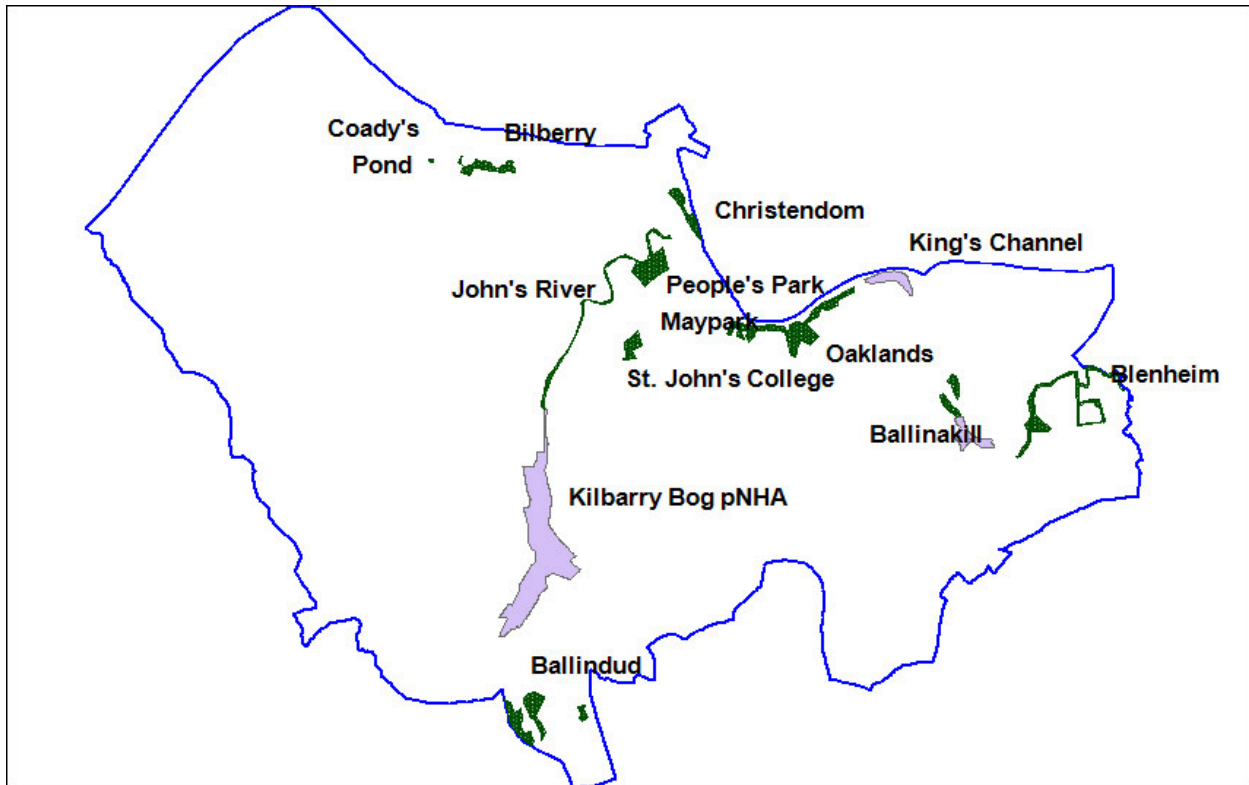 Coady's
Pond
Bilberry
Christendom
King's Channel
John's River
People's Park
Maypark
Oaklands
St. John's College
Blenheim
Ballinakill
Kilbarry Bog pNHA
Ballindud